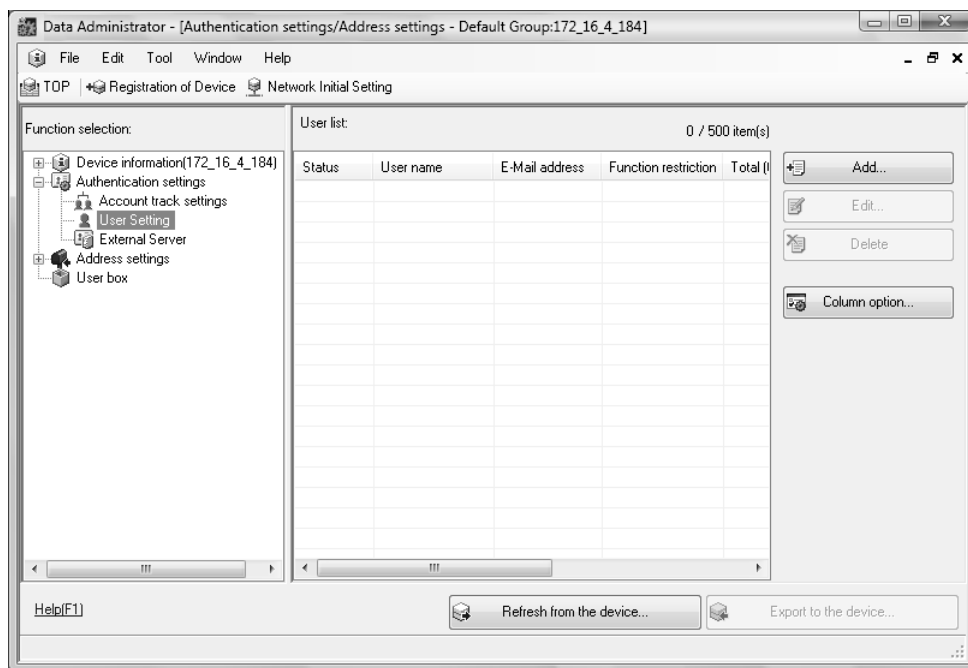 Data Administrator - [Authentication settings/Address settings - Default Group:172_16_4_184]
File Edit Tool Window Help
TOP Registration of Device Network Initial Setting
Function selection:
User list:
0 / 500 item(s)
Device information(172_16_4_184)
Authentication settings
Account track settings
User Setting
External Server
Address settings
User box
Status User name E-Mail address Function restriction Total (
Add...
Edit...
Delete
Column option...
Help(F1)
Refresh from the device...
Export to the device...